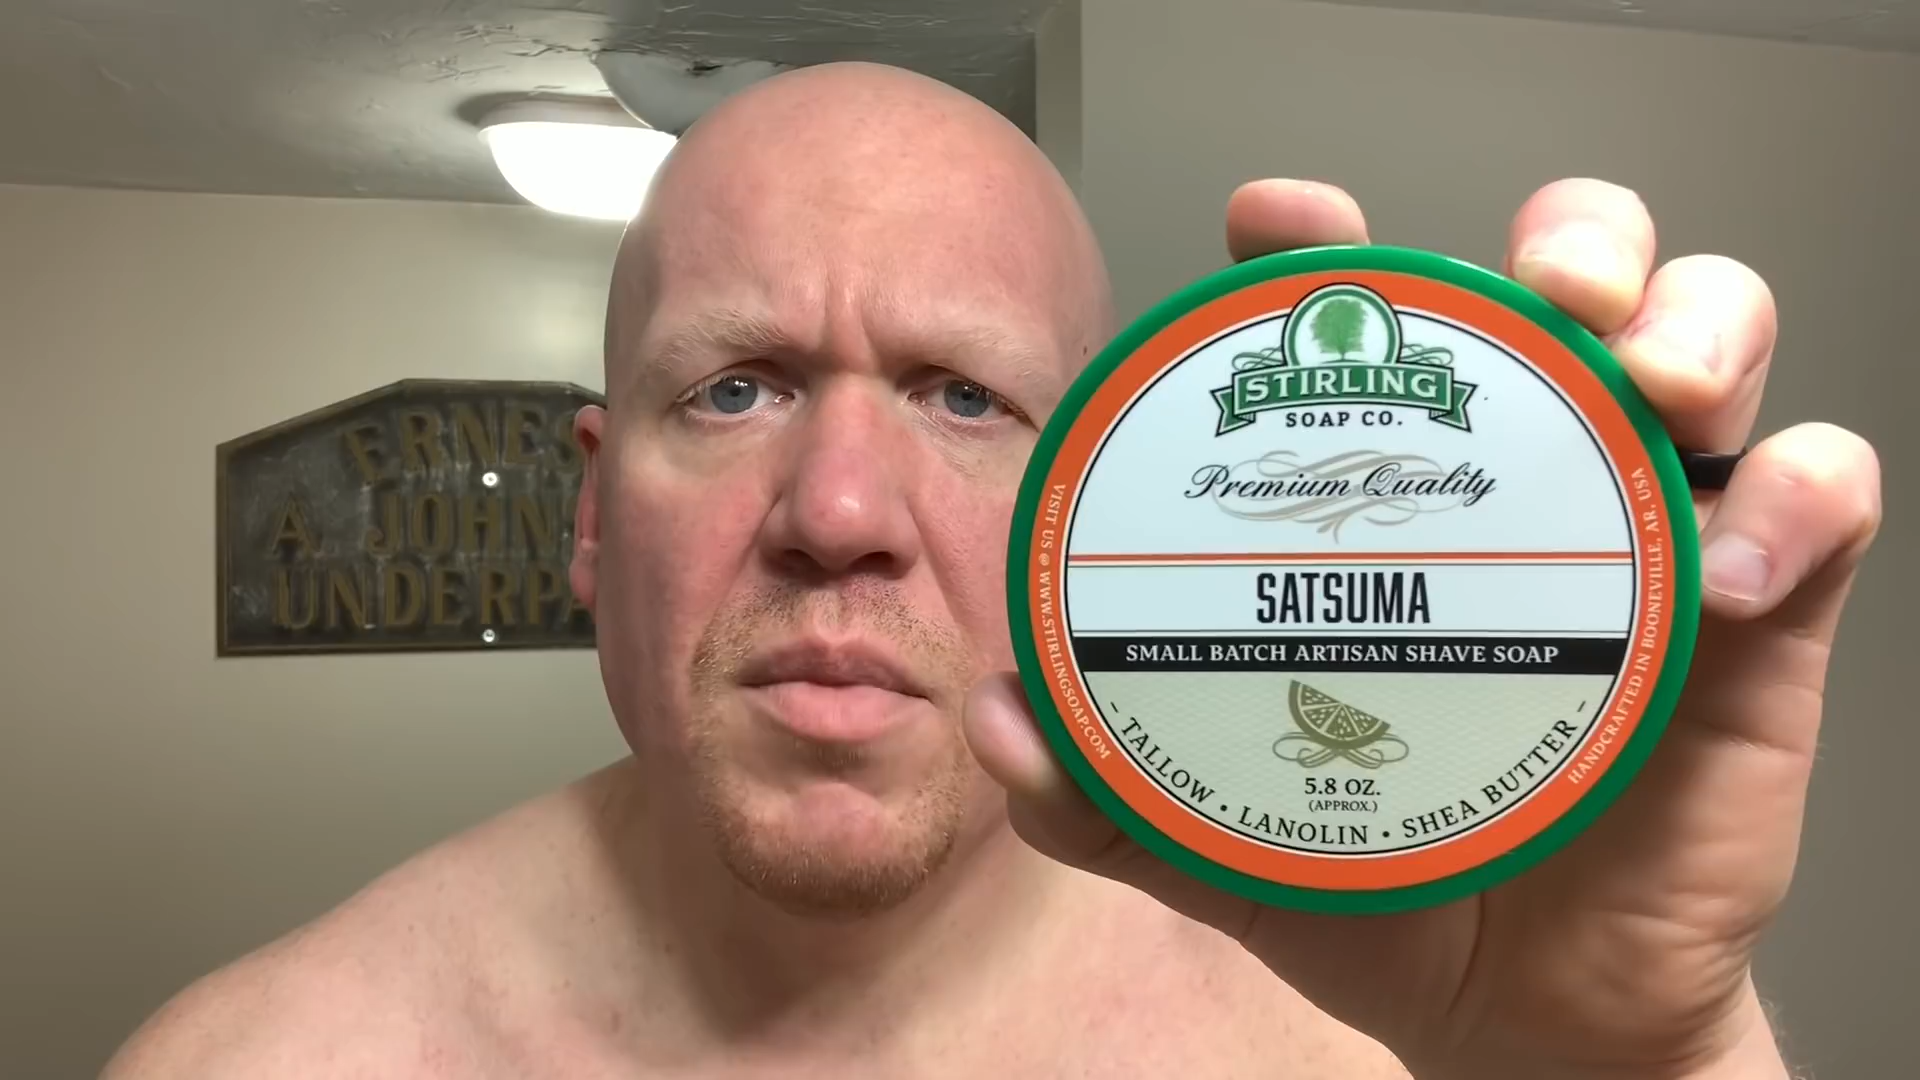 ERNES
A. JOHNS
UNDERPA
STIRLING
SOAP CO.
Premium Quality
SATSUMA
SMALL BATCH ARTISAN SHAVE SOAP
5.8 OZ.
(APPROX.)
– TALLOW • LANOLIN • SHEA BUTTER –
VISIT US @ WWW.STIRLINGSOAP.COM
HANDCRAFTED IN BOONEVILLE, AR, USA